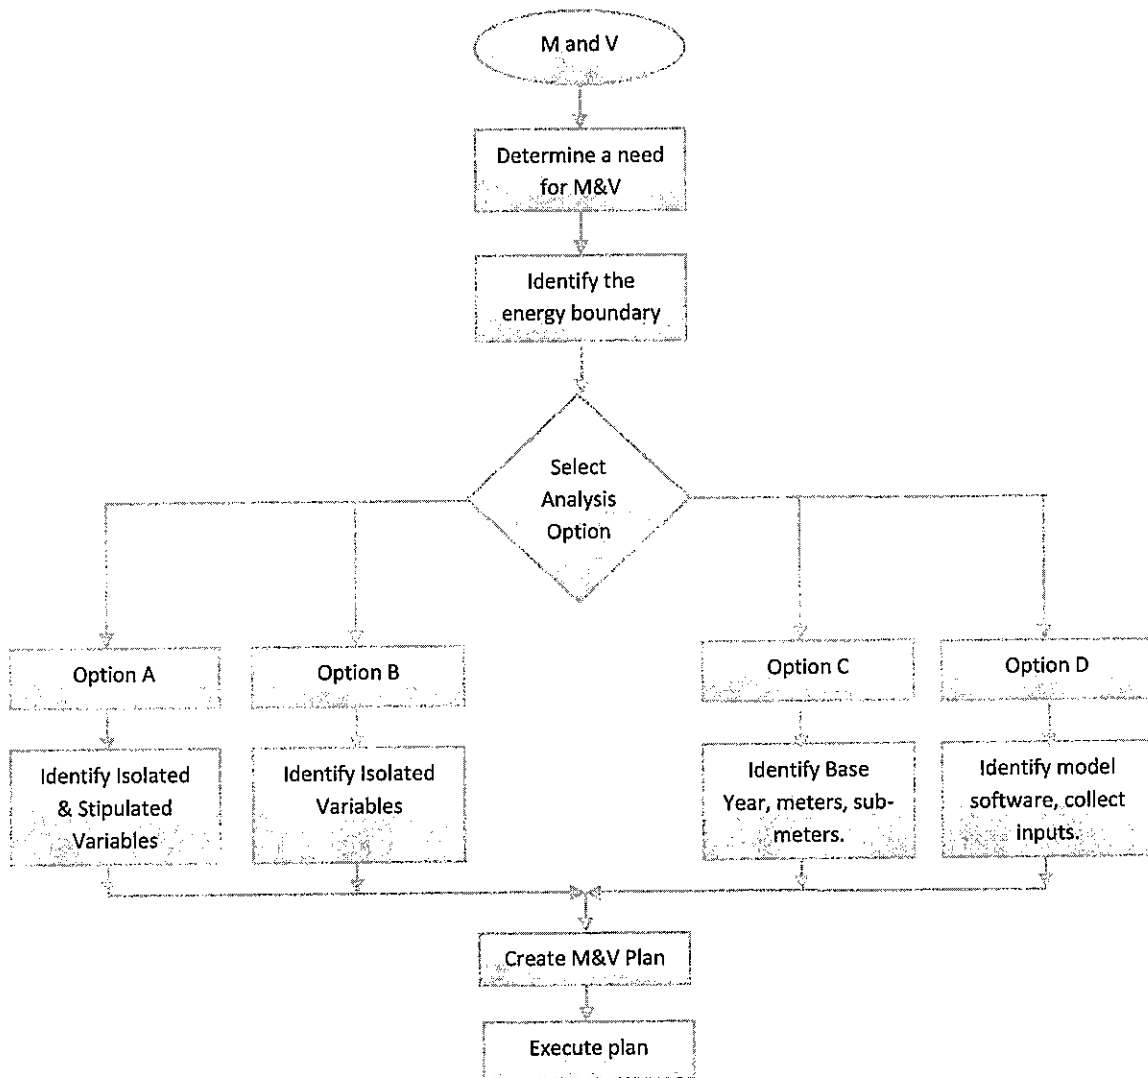 M and V
Determine a need
for M&V
Identify the
energy boundary
Select
Analysis
Option
Option A
Option B
Option C
Option D
Identify Isolated
& Stipulated
Variables
Identify Isolated
Variables
Identify Base
Year, meters, sub-
meters.
Identify model
software, collect
inputs.
Create M&V Plan
Execute plan